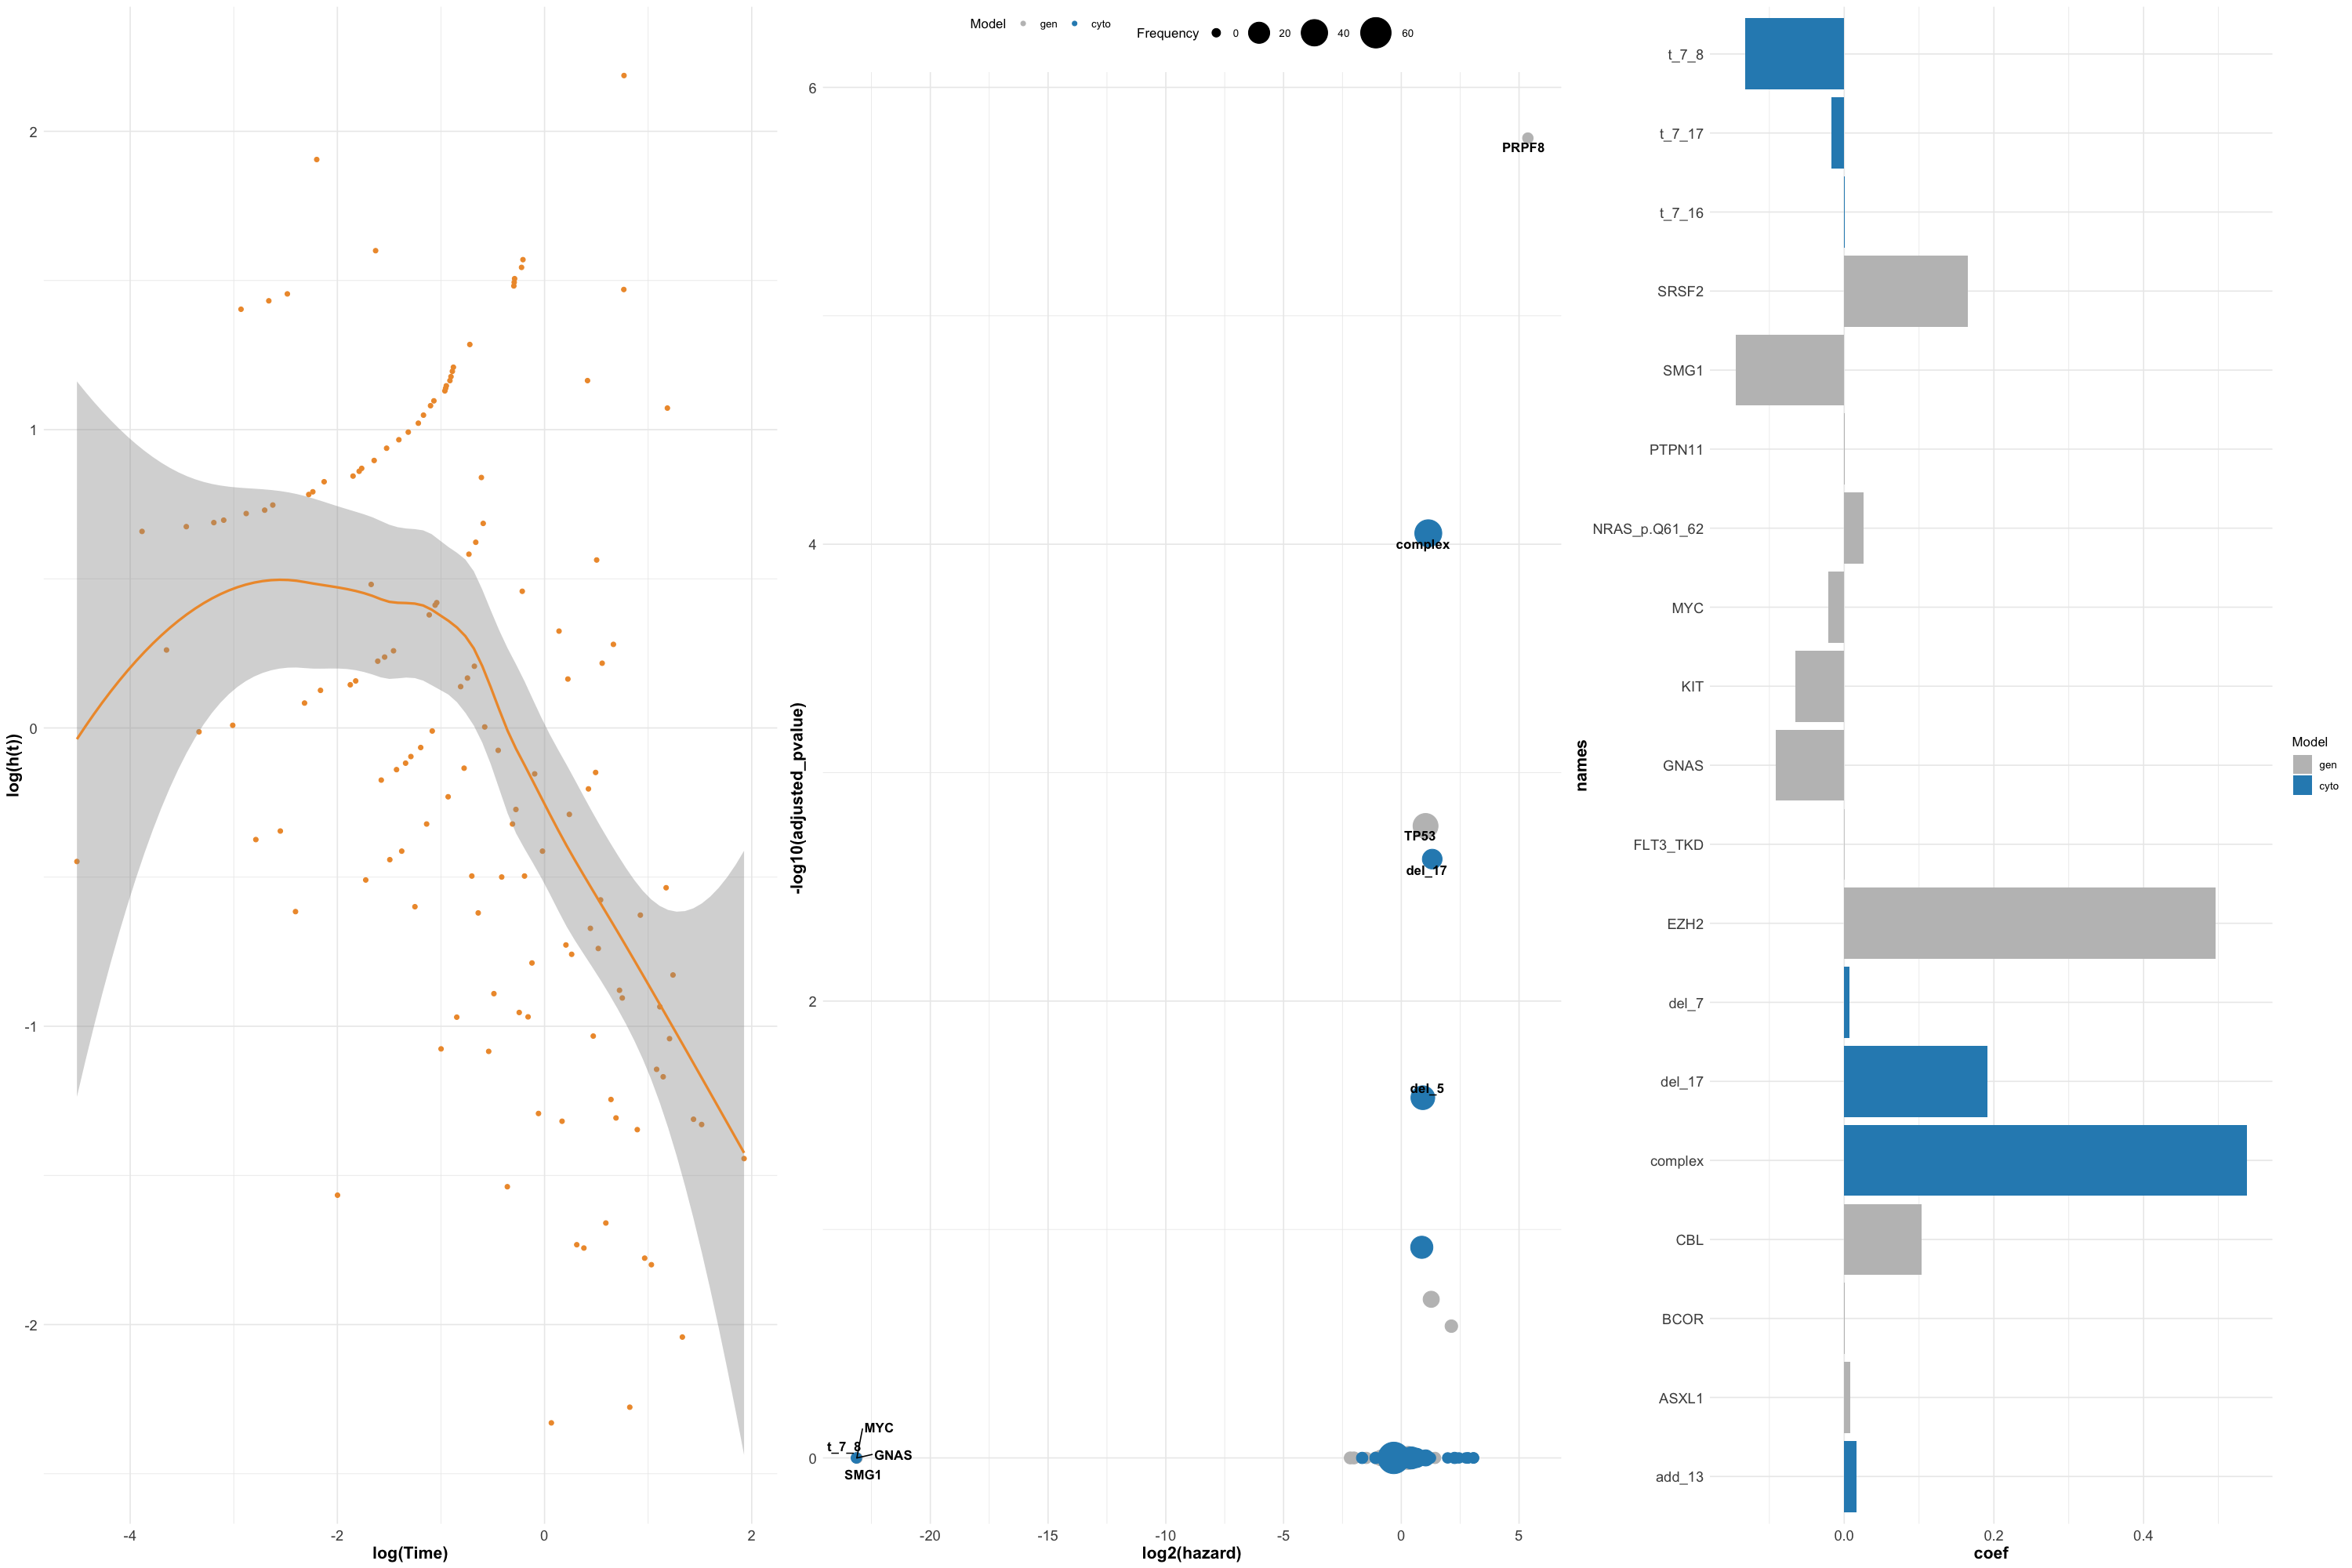 log(h(t))
2
1
0
-1
-2
-4
-2
0
2
log(Time)
Model gen cyto
Frequency 0 20 40 60
-log10(adjusted_pvalue)
6
4
2
0
PRPF8
complex
TP53
del_17
del_5
MYC
t_7_8
GNAS
SMG1
-20
-15
-10
-5
0
5
log2(hazard)
names
t_7_8
t_7_17
t_7_16
SRSF2
SMG1
PTPN11
NRAS_p.Q61_62
MYC
KIT
GNAS
FLT3_TKD
EZH2
del_7
del_17
complex
CBL
BCOR
ASXL1
add_13
0.0
0.2
0.4
coef
Model
gen
cyto